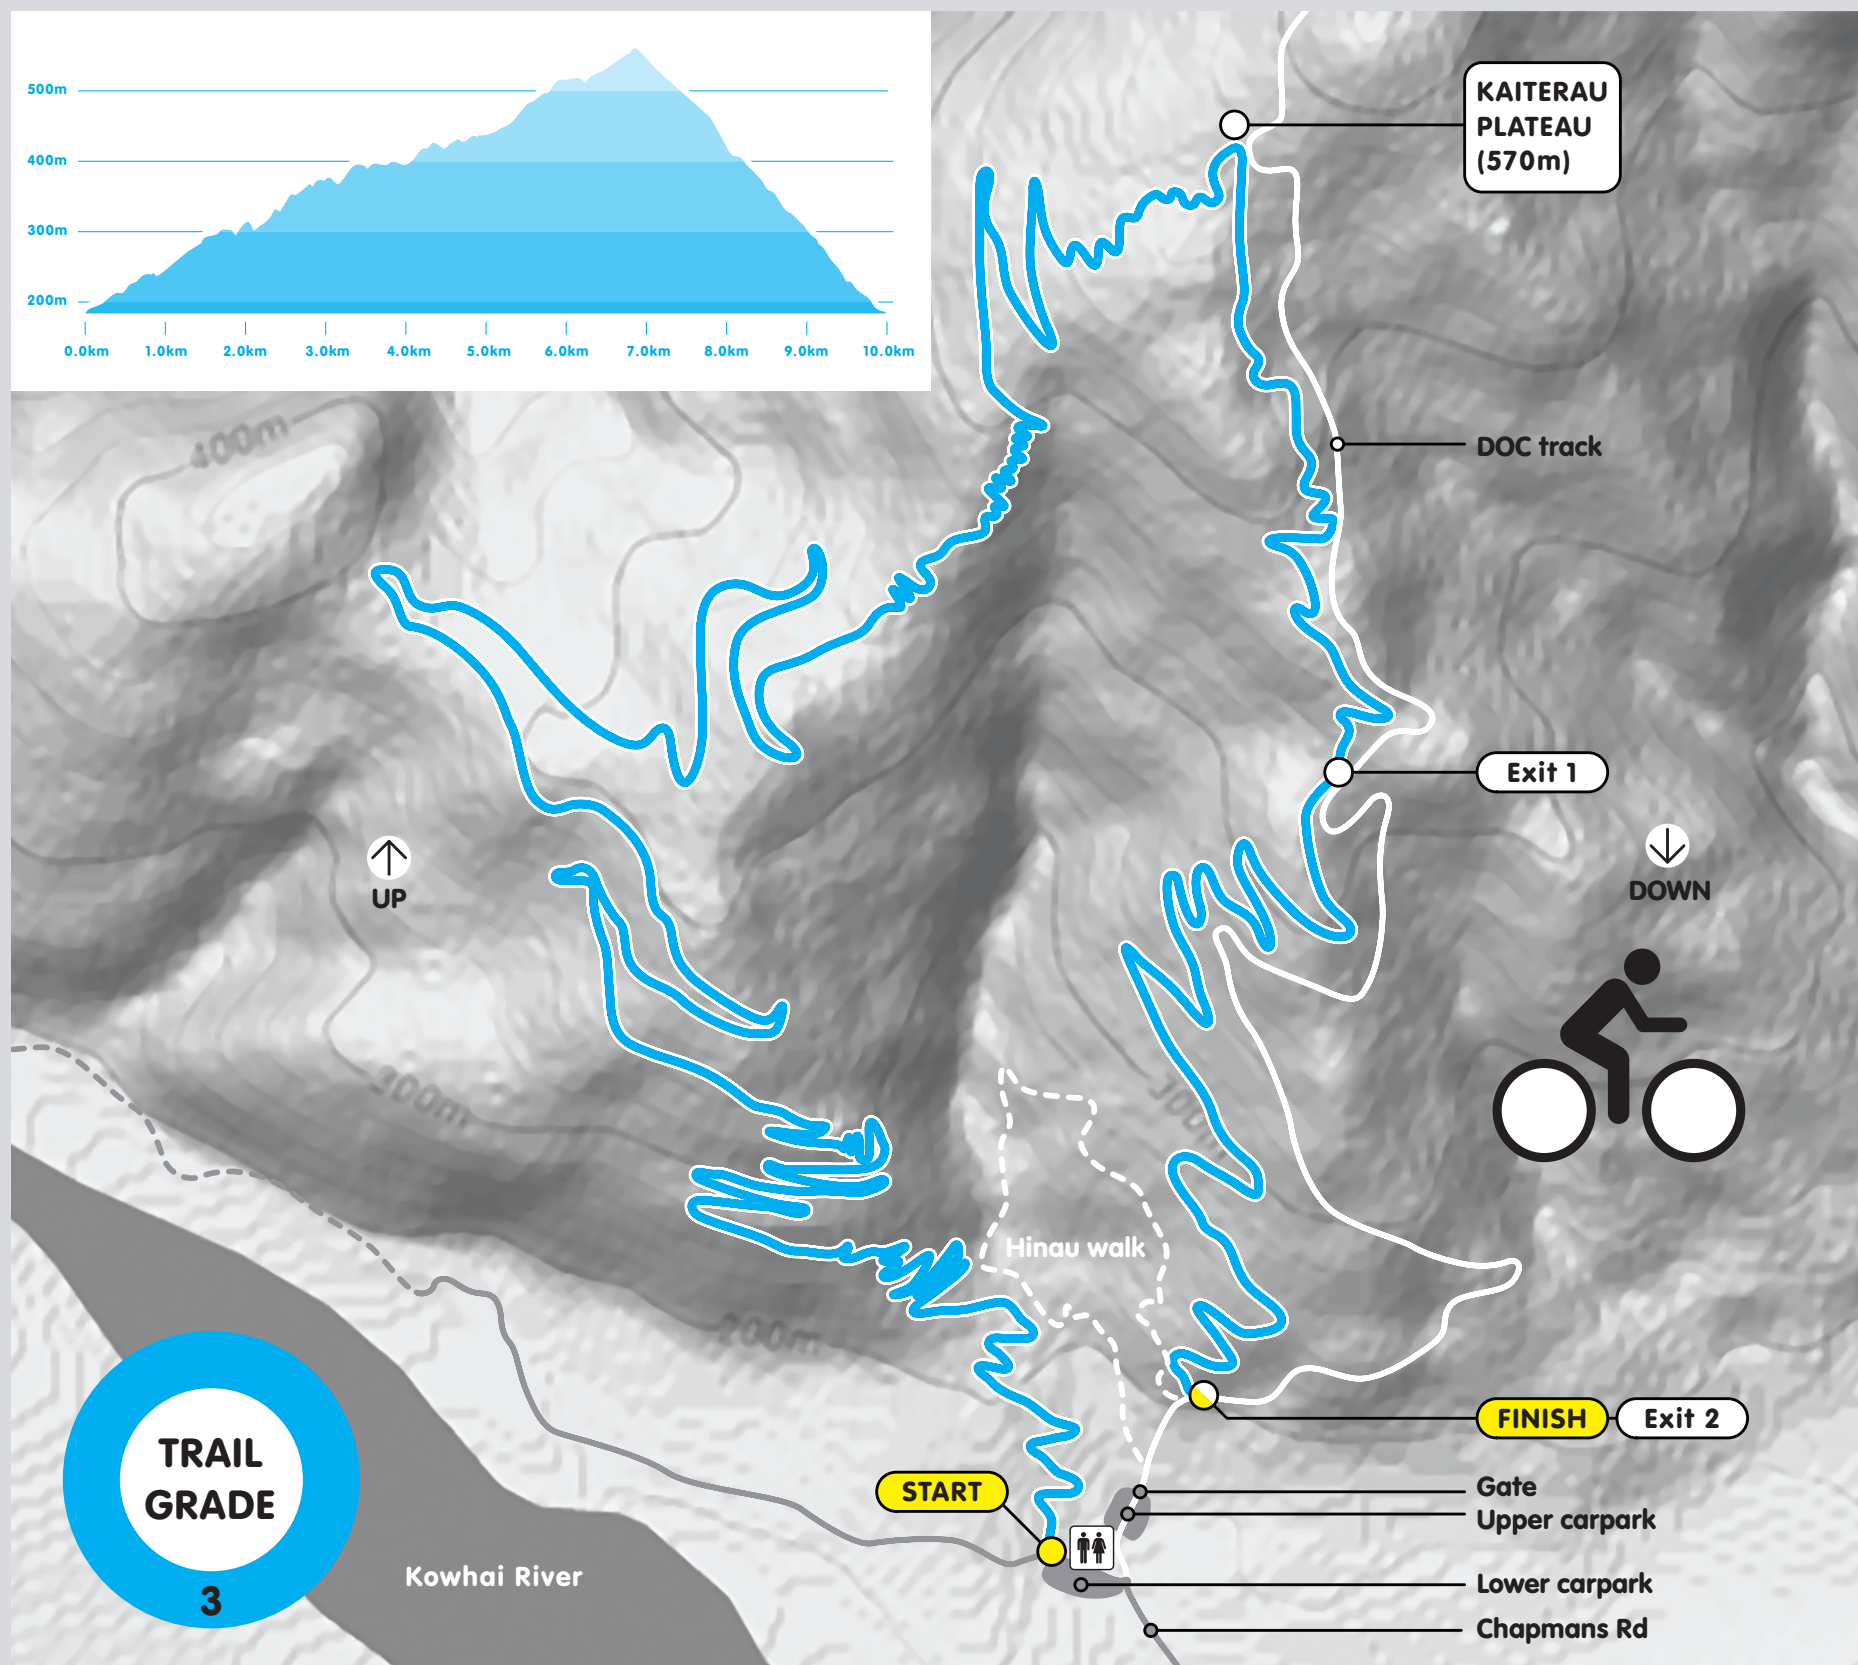 500m
400m
300m
200m
0.0km 1.0km 2.0km 3.0km 4.0km 5.0km 6.0km 7.0km 8.0km 9.0km 10.0km
KAITERAU
PLATEAU
(570m)
DOC track
400m
Exit 1
UP
DOWN
300m
300m
Hinau walk
200m
TRAIL
GRADE
3
Kowhai River
START
FINISH
Exit 2
Gate
Upper carpark
Lower carpark
Chapmans Rd